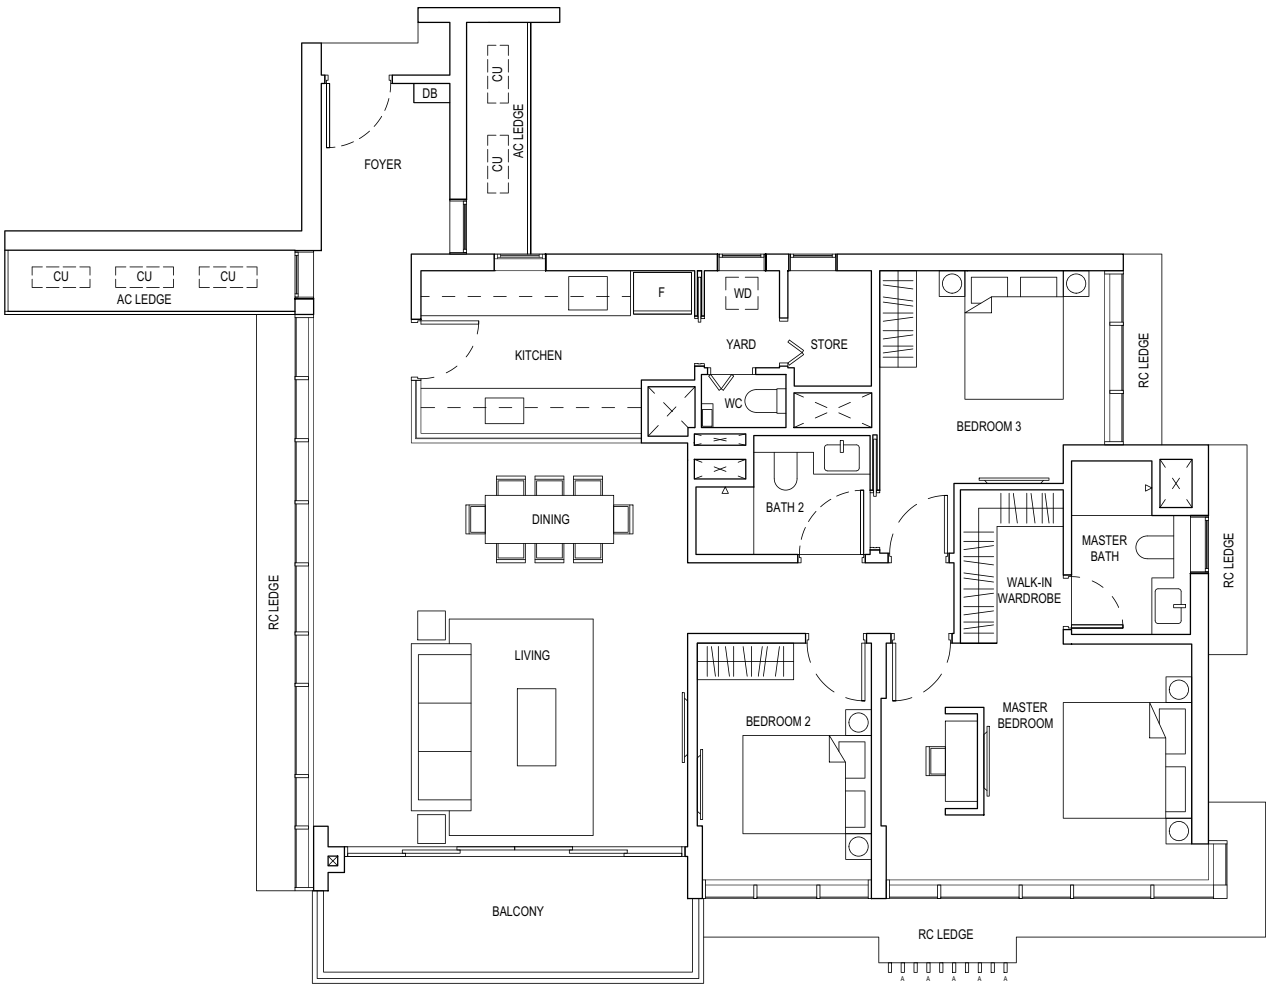 CU
DB
AC LEDGE
CU
FOYER
CU
CU
CU
AC LEDGE
F
WD
KITCHEN
YARD
STORE
RC LEDGE
WC
BEDROOM 3
DINING
BATH 2
MASTER
BATH
RC LEDGE
WALK-IN
WARDROBE
RC LEDGE
LIVING
MASTER
BEDROOM
BEDROOM 2
BALCONY
RC LEDGE
A A A A A